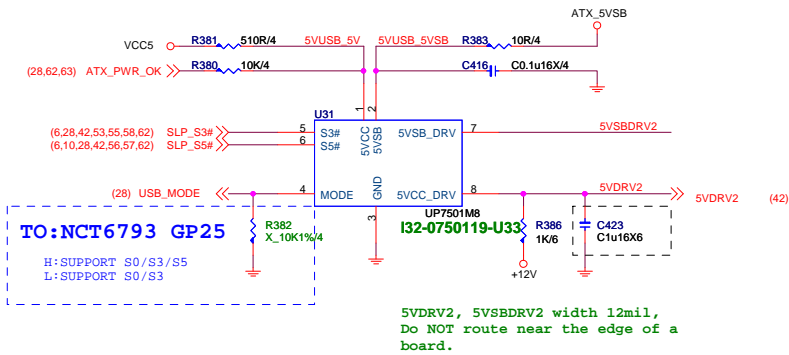 ATX_5VSB
VCC5 R381 510R/4 5VUSB_5V 5VUSB_5VSB R383 10R/4
(28,62,63) ATX_PWR_OK R380 10K/4 C416 C0.1u16X/4
U31
1 2
(6,28,42,53,55,58,62) SLP_S3# 5 S3# 5VCC 5VSB 5VSB_DRV 7 5VSBDRV2
(6,10,28,42,56,57,62) SLP_S5# 6 S5#
(28) USB_MODE 4 MODE GND 5VCC_DRV 8 5VDRV2 5VDRV2 (42)
3
UP7501M8
I32-0750119-U33
R382
X_10K1%/4
R386
1K/6
+12V
C423
C1u16X6
TO:NCT6793 GP25
H:SUPPORT S0/S3/S5
L:SUPPORT S0/S3
5VDRV2, 5VSBDRV2 width 12mil,
Do NOT route near the edge of a
board.